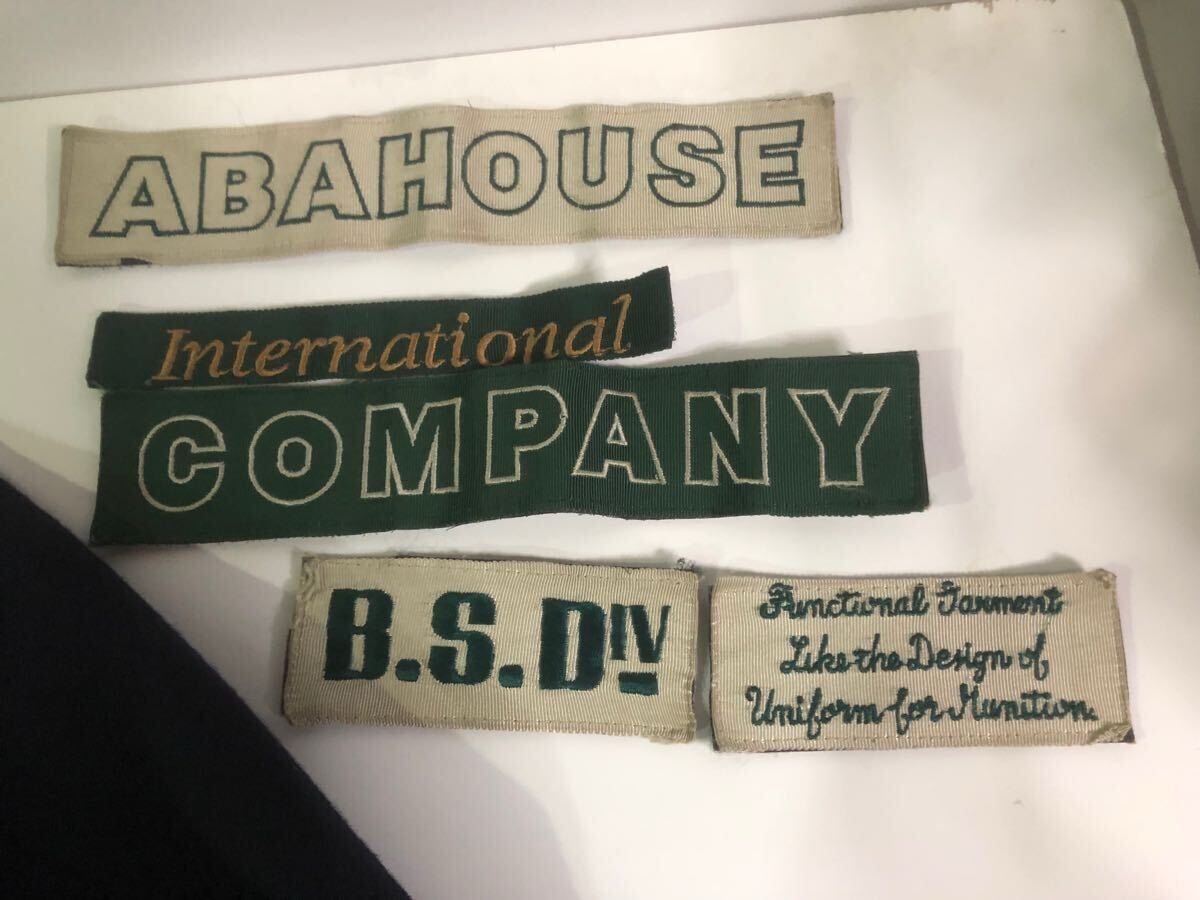 ABAHOUSE
International
COMPANY
B.S.DIV
Functional Garment
Like the Design of
Uniform for Munition.